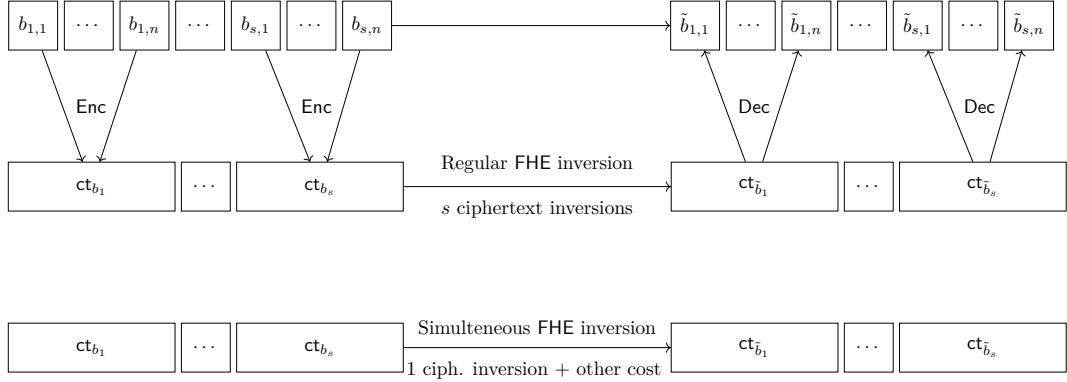 b_{1,1} ⋯ b_{1,n} ⋯ b_{s,1} ⋯ b_{s,n} b̃_{1,1} ⋯ b̃_{1,n} ⋯ b̃_{s,1} ⋯ b̃_{s,n}
Enc Enc Dec Dec
Regular FHE inversion
ct_{b_1} ⋯ ct_{b_s} ct_{b̃_1} ⋯ ct_{b̃_s}
s ciphertext inversions
Simulteneous FHE inversion
ct_{b_1} ⋯ ct_{b_s} ct_{b̃_1} ⋯ ct_{b̃_s}
1 ciph. inversion + other cost